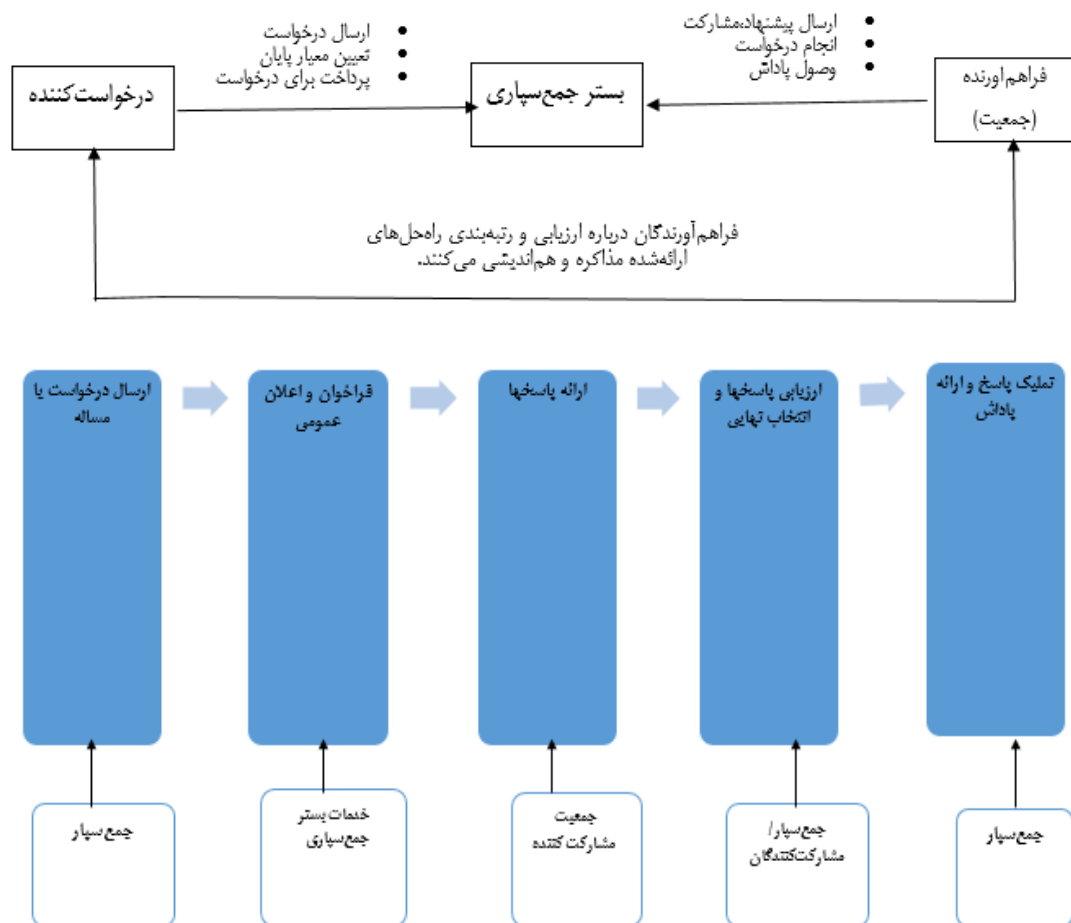 ارسال پیشنهاد،مشارکت
انجام درخواست
وصول پاداش
ارسال درخواست
تعیین معیار پایان
پرداخت برای درخواست
فراهم‌اورنده
(جمعیت)
بستر جمع‌سپاری
درخواست‌کننده
فراهم‌آورندگان درباره ارزیابی و رتبه‌بندی راه‌حل‌های
ارائه‌شده مذاکره و هم‌اندیشی می‌کنند.
ارسال درخواست یا
مساله
فراخوان و اعلان
عمومی
ارائه پاسخها
ارزیابی پاسخها و
انتخاب نهایی
تملیک پاسخ و ارائه
پاداش
جمع‌سپار
خدمات بستر
جمع‌سپاری
جمعیت
مشارکت کننده
جمع‌سپار/
مشارکت‌کنندگان
جمع‌سپار